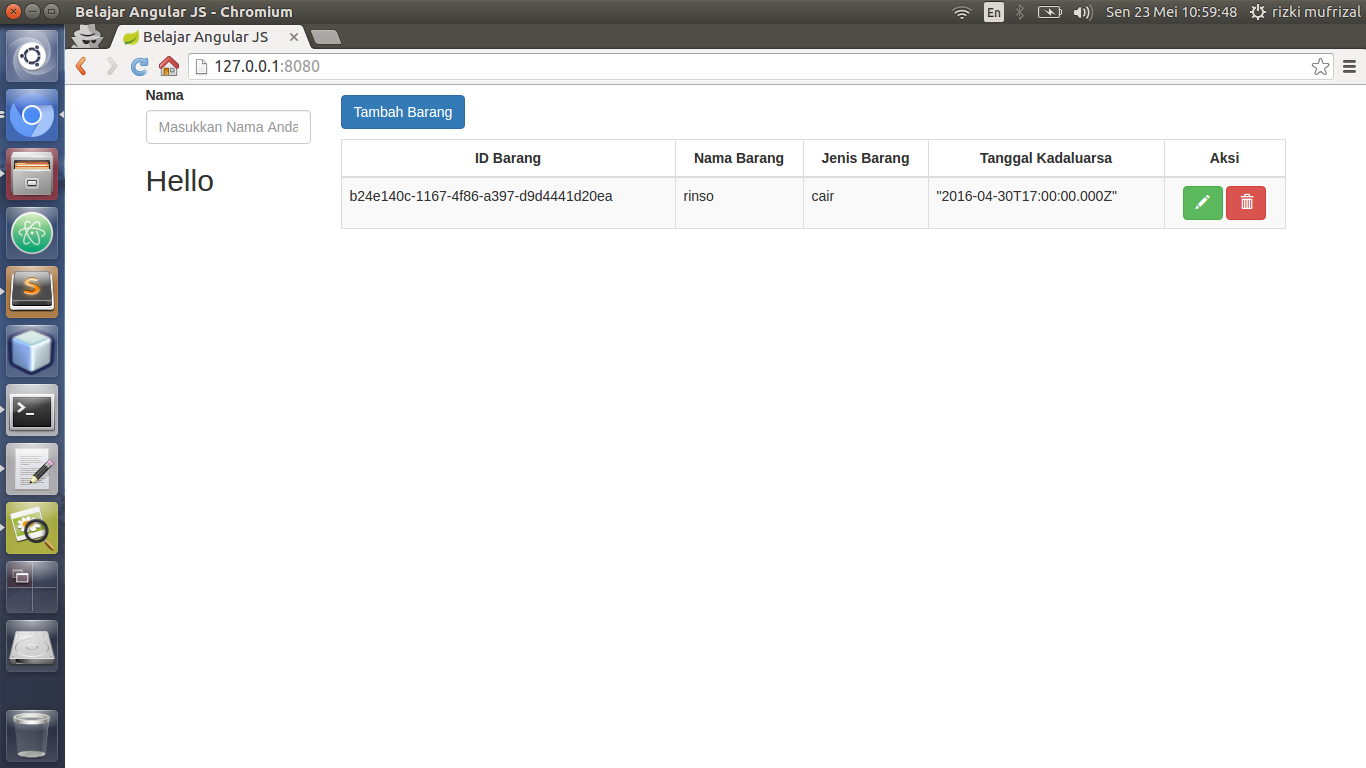 Belajar Angular JS - Chromium
En
Sen 23 Mei 10:59:48
rizki mufrizal
Belajar Angular JS
127.0.0.1:8080
Nama
Masukkan Nama Anda
Hello
Tambah Barang
ID Barang Nama Barang Jenis Barang Tanggal Kadaluarsa Aksi
b24e140c-1167-4f86-a397-d9d4441d20ea rinso cair "2016-04-30T17:00:00.000Z"